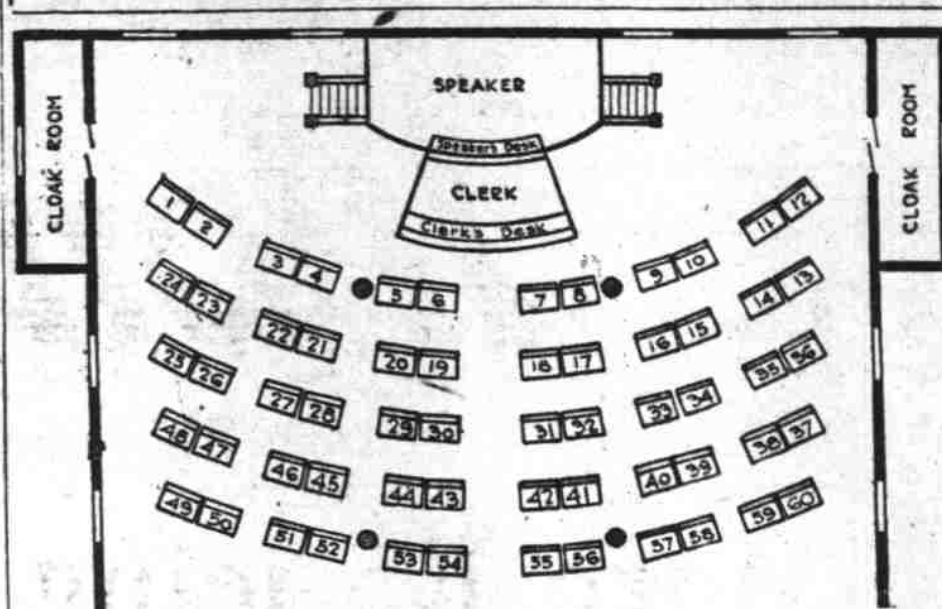 SPEAKER
Speaker's Desk
CLERK
Clerk's Desk
CLOAK ROOM
CLOAK ROOM
1 2 3 4 5 6 7 8 9 10 11 12
24 23 22 21 20 19 18 17 16 15 14 13
25 26 27 28 29 30 31 32 33 34 35 36
48 47 46 45 44 43 42 41 40 39 38 37
49 50 51 52 53 54 55 56 57 58 59 60